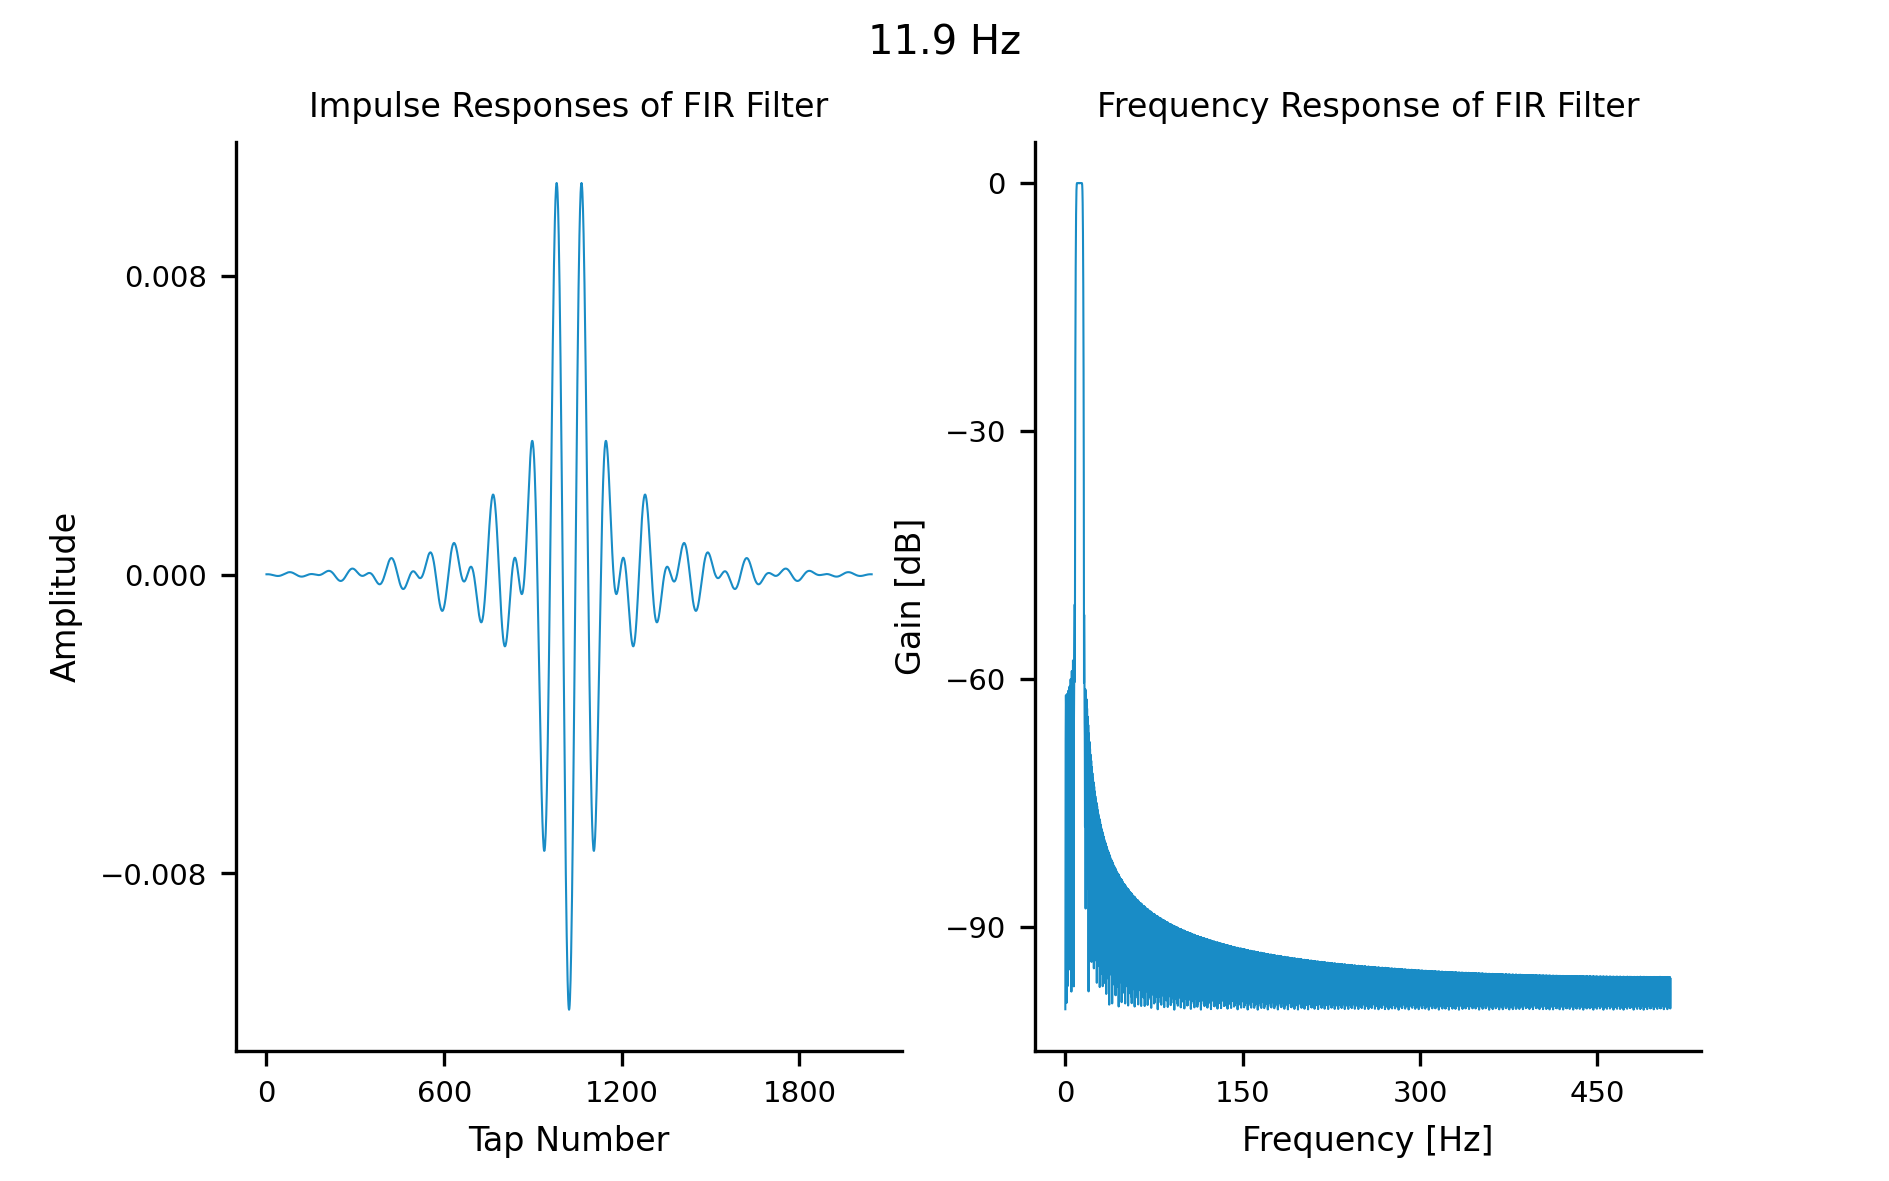 11.9 Hz
Impulse Responses of FIR Filter
Amplitude
0.008
0.000
−0.008
0
600
1200
1800
Tap Number
Frequency Response of FIR Filter
Gain [dB]
0
−30
−60
−90
0
150
300
450
Frequency [Hz]